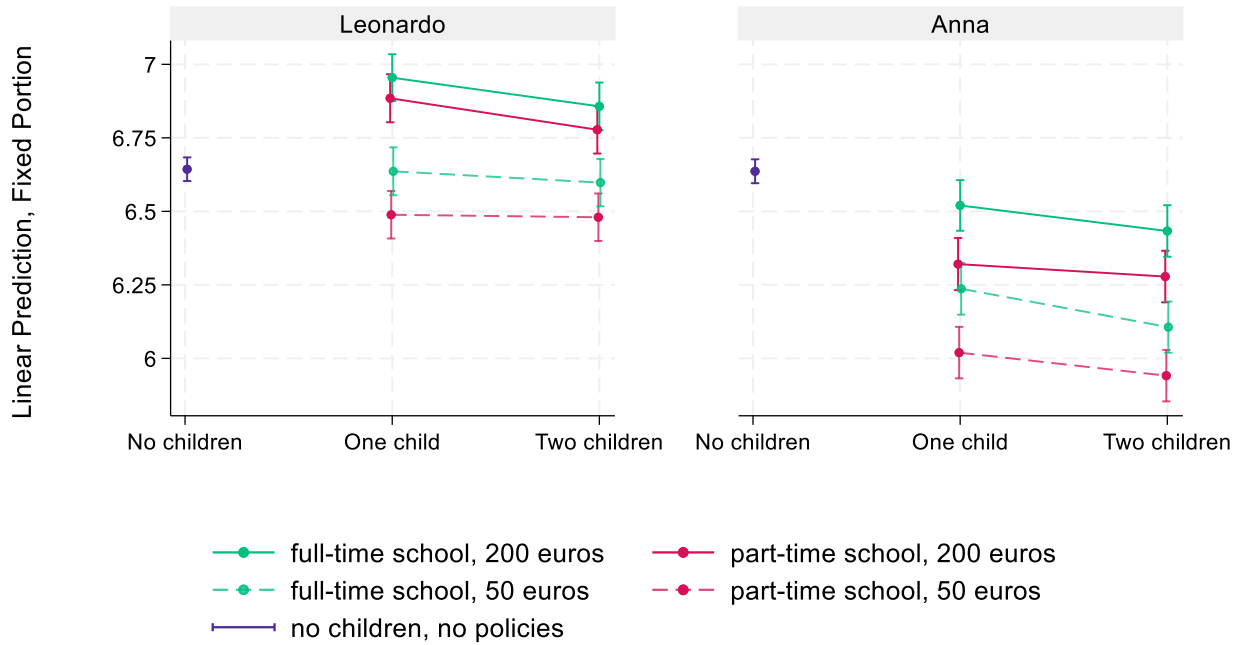 Leonardo
Anna
Linear Prediction, Fixed Portion
7
6.75
6.5
6.25
6
No children
One child
Two children
No children
One child
Two children
full-time school, 200 euros
part-time school, 200 euros
full-time school, 50 euros
part-time school, 50 euros
no children, no policies